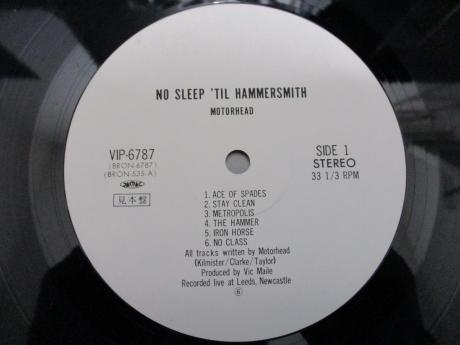 NO SLEEP 'TIL HAMMERSMITH
MOTORHEAD
VIP-6787
(BRON-6787)
(BRON-535-A)
見本盤
SIDE 1
STEREO
33 1/3 RPM
1. ACE OF SPADES
2. STAY CLEAN
3. METROPOLIS
4. THE HAMMER
5. IRON HORSE
6. NO CLASS
All tracks written by Motorhead
(Kilmister/Clarke/Taylor)
Produced by Vic Maile
Recorded live at Leeds, Newcastle